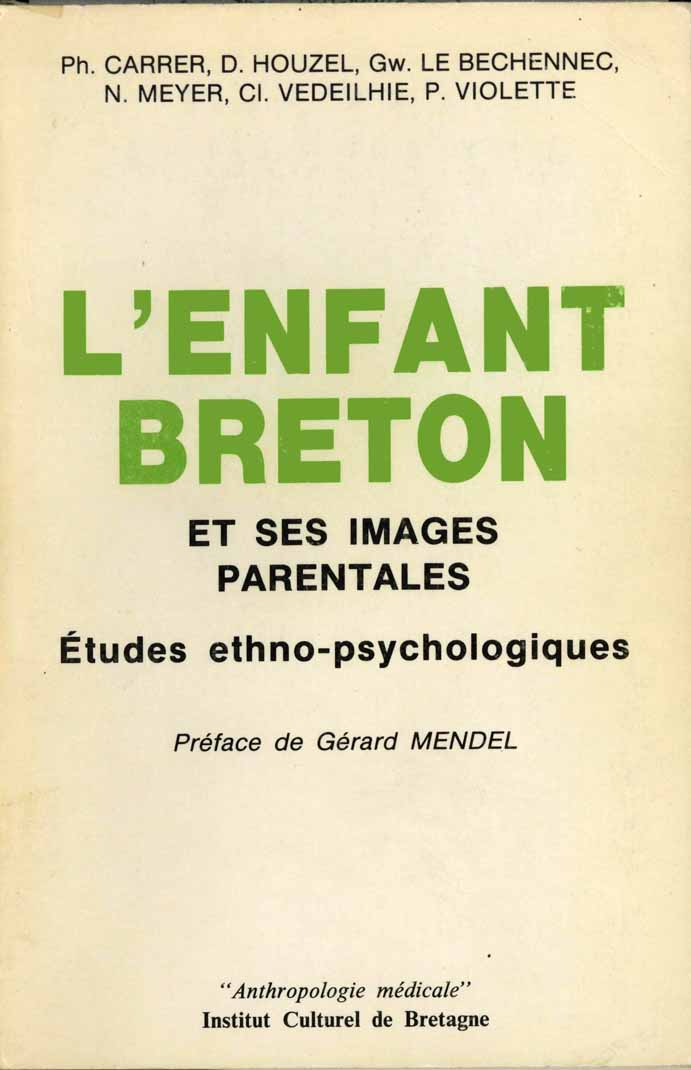 Ph. CARRER, D. HOUZEL, Gw. LE BECHENNEC,
N. MEYER, Cl. VEDEILHIE, P. VIOLETTE
L'ENFANT
BRETON
ET SES IMAGES
PARENTALES
Études ethno-psychologiques
Préface de Gérard MENDEL
"Anthropologie médicale"
Institut Culturel de Bretagne